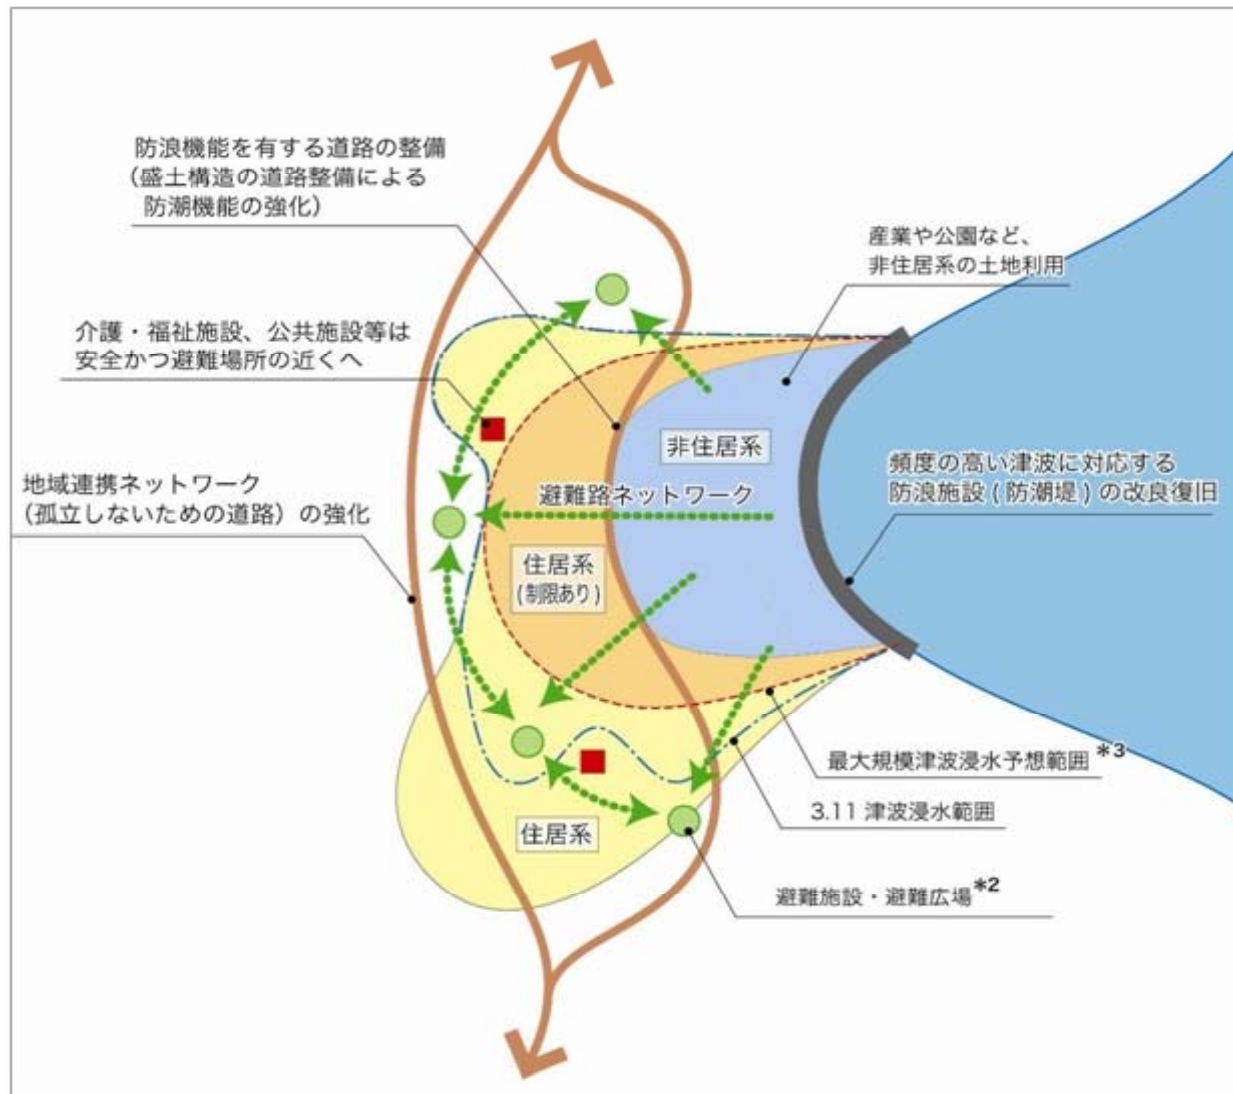 防浪機能を有する道路の整備
（盛土構造の道路整備による
防潮機能の強化）
産業や公園など、
非住居系の土地利用
介護・福祉施設、公共施設等は
安全かつ避難場所の近くへ
非住居系
頻度の高い津波に対応する
防浪施設(防潮堤)の改良復旧
地域連携ネットワーク
（孤立しないための道路）の強化
避難路ネットワーク
住居系
(制限あり)
最大規模津波浸水予想範囲*3
3.11 津波浸水範囲
住居系
避難施設・避難広場*2